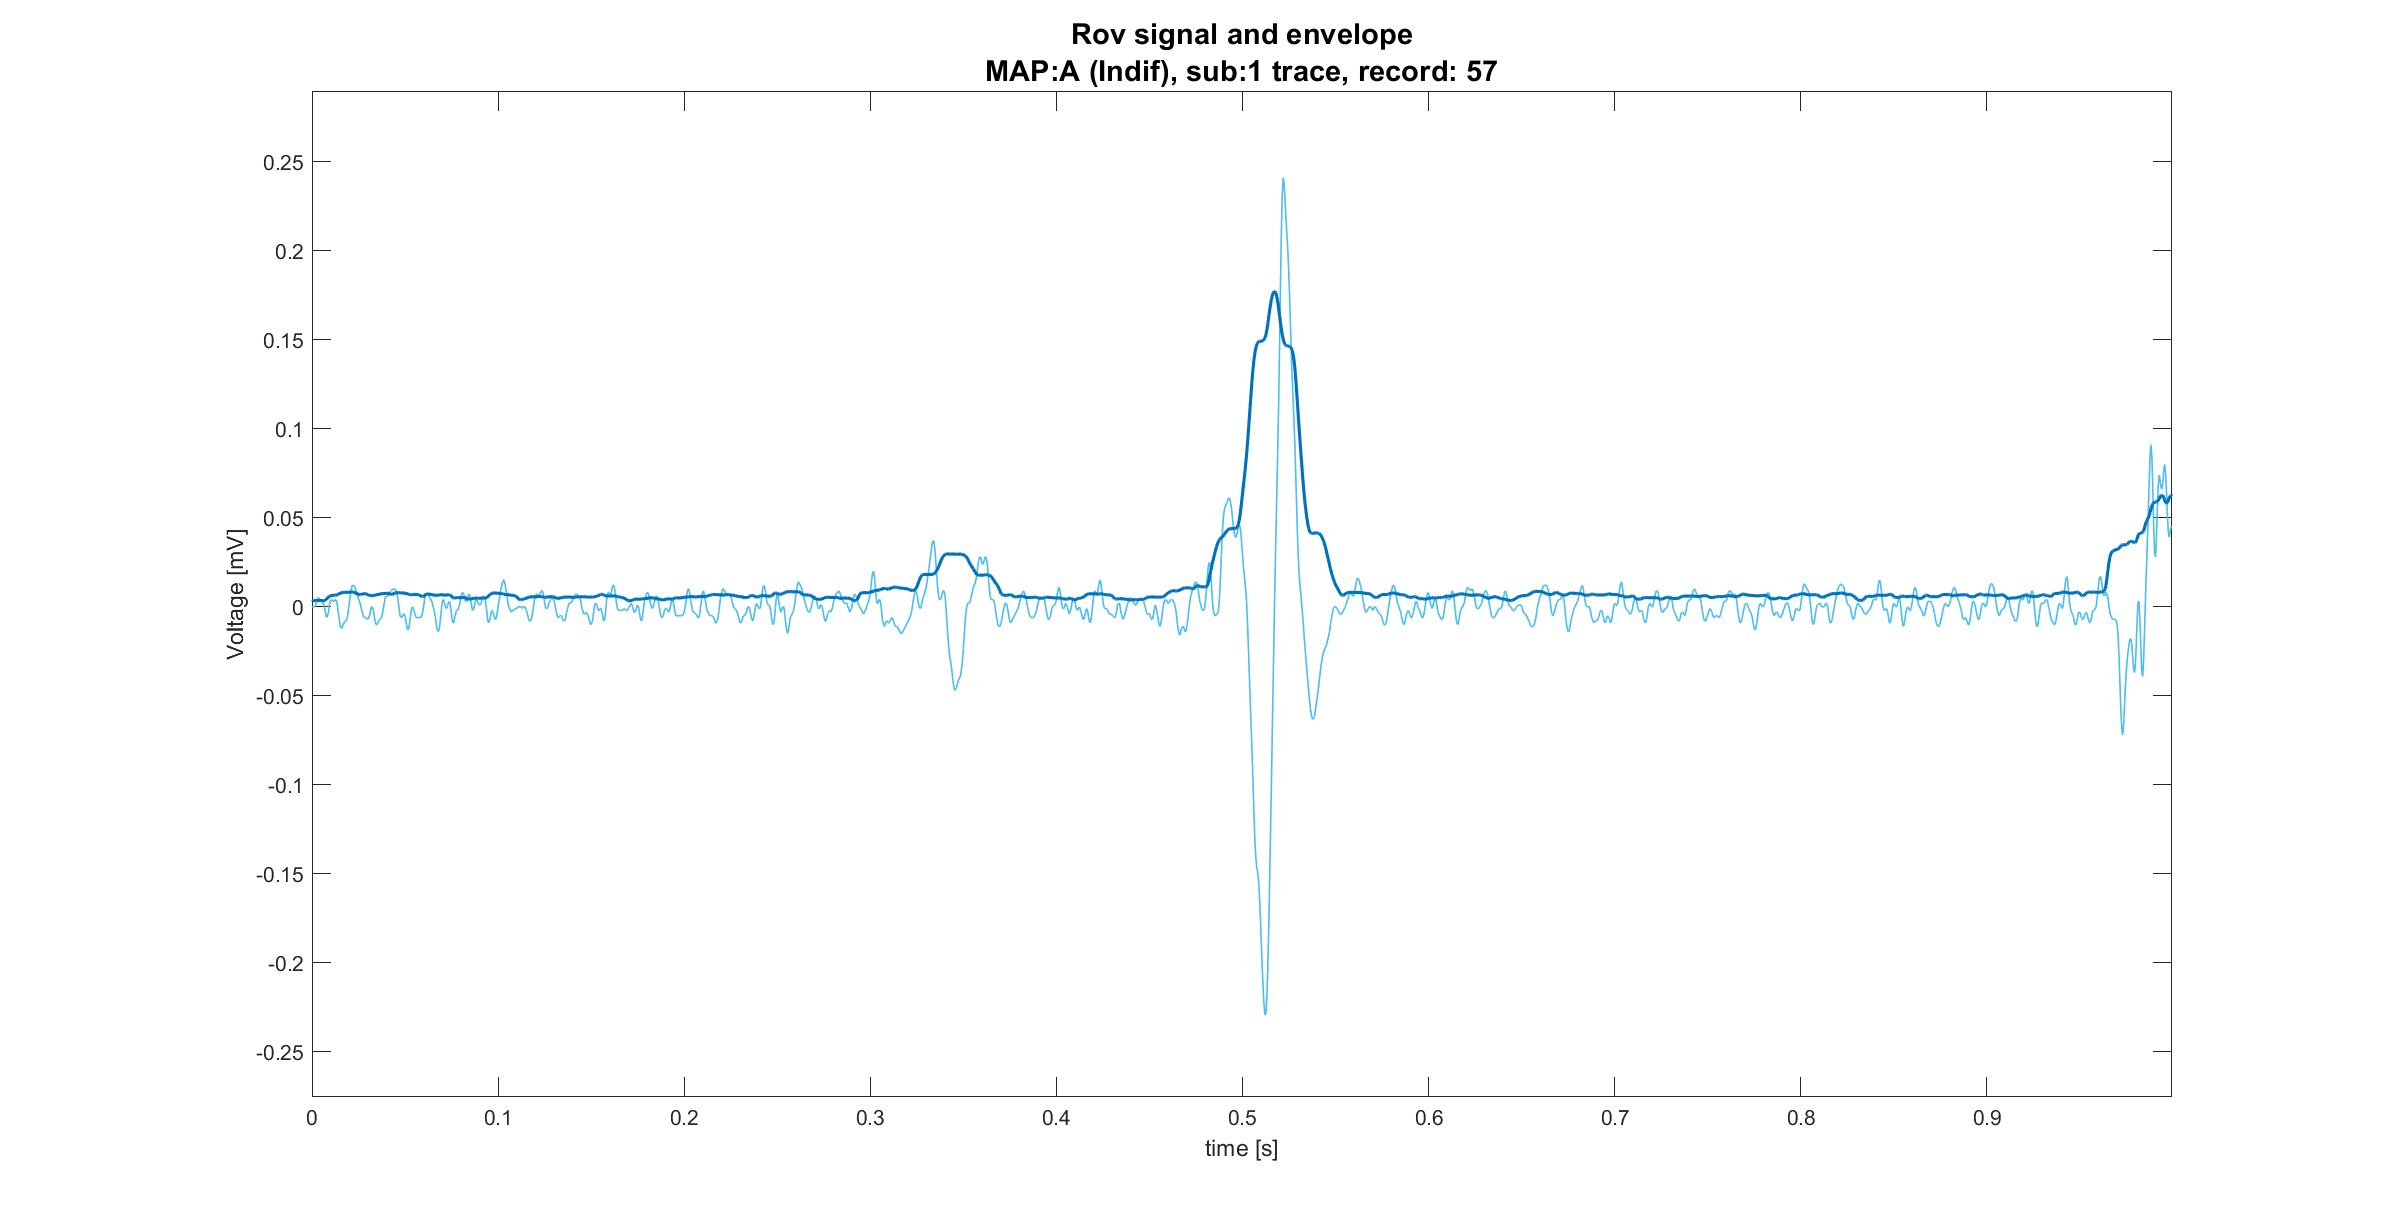 Rov signal and envelope
MAP:A (Indif), sub:1 trace, record: 57
0.25
0.2
0.15
0.1
0.05
0
-0.05
-0.1
-0.15
-0.2
-0.25
Voltage [mV]
0 0.1 0.2 0.3 0.4 0.5 0.6 0.7 0.8 0.9
time [s]